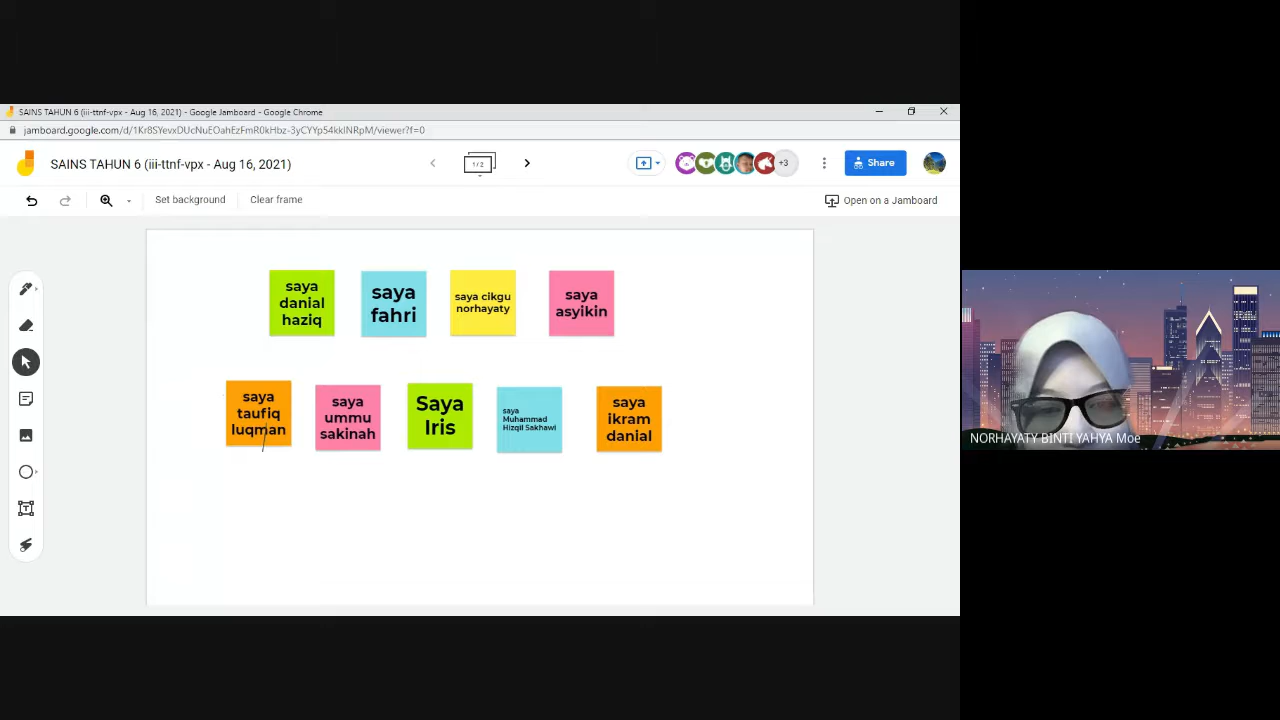 SAINS TAHUN 6 (iii-ttnf-vpx - Aug 16, 2021) - Google Jamboard - Google Chrome
SAINS TAHUN 6 (iii-ttnf-vpx - Aug 16, 2021)
1/2
+3
Share
Set background
Clear frame
Open on a Jamboard
saya
danial
haziq
saya
fahri
saya cikgu
norhayaty
saya
asyikin
saya
taufiq
luqman
saya
ummu
sakinah
Saya
Iris
saya
Muhammad
Hizqil Sakhawi
saya
ikram
danial
NORHAYATY BINTI YAHYA Moe